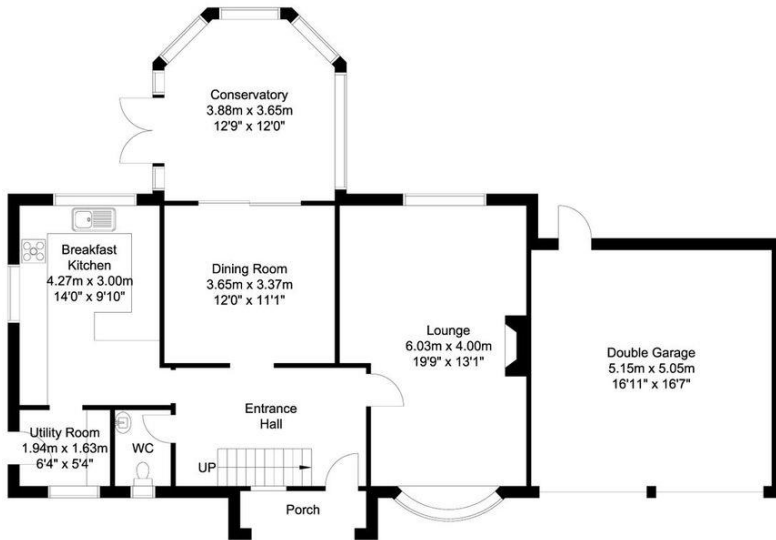 Conservatory
3.88m x 3.65m
12'9" x 12'0"
Breakfast
Kitchen
4.27m x 3.00m
14'0" x 9'10"
Dining Room
3.65m x 3.37m
12'0" x 11'1"
Lounge
6.03m x 4.00m
19'9" x 13'1"
Double Garage
5.15m x 5.05m
16'11" x 16'7"
Entrance
Hall
Utility Room
1.94m x 1.63m
6'4" x 5'4"
WC
UP
Porch